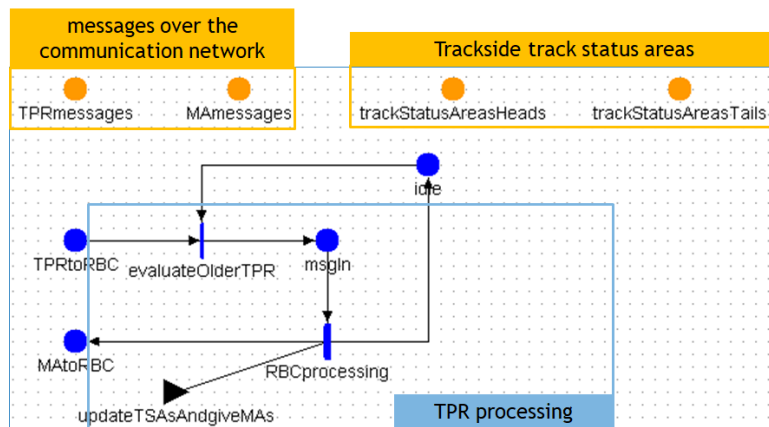 messages over the
communication network
Trackside track status areas
TPRmessages
MAmessages
trackStatusAreasHeads
trackStatusAreasTails
idle
TPRtoRBC
evaluateOlderTPR
msgIn
MAtoRBC
RBCprocessing
updateTSAsAndgiveMAs
TPR processing